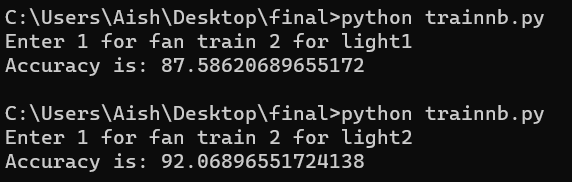 C:\Users\Aish\Desktop\final>python trainnb.py
Enter 1 for fan train 2 for light1
Accuracy is: 87.58620689655172
C:\Users\Aish\Desktop\final>python trainnb.py
Enter 1 for fan train 2 for light2
Accuracy is: 92.06896551724138